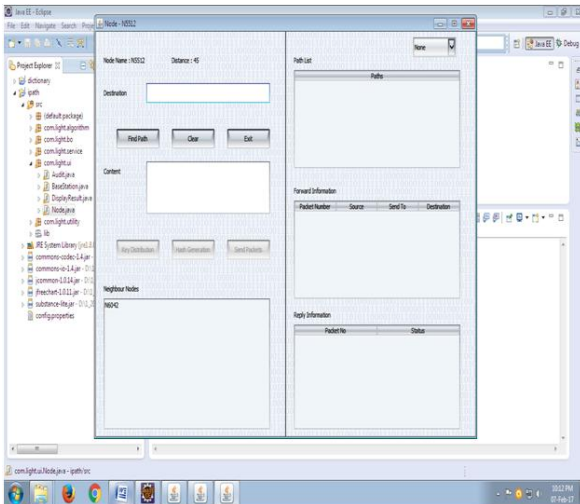 Java EE - Eclipse
File Edit Navigate Search
Node - N5512
Java EE
Debug
Project Explorer
dictionary
ipath
src
(default package)
com.light.algorithm
com.light.bo
com.light.service
com.light.ui
Audit.java
BaseStation.java
DisplayResult.java
Node.java
com.light.utility
lib
JRE System Library
commons-codec-1.4.jar
commons-io-1.4.jar
jcommon-1.0.14.jar
jfreechart-1.0.11.jar
substance-lite.jar
config.properties
Node Name : N5512
Distance : 45
Destination
Find Path
Clear
Exit
Content
Key Distribution
Hash Generation
Send Packets
Neighbour Nodes
N6042
None
Path List
Paths
Forward Information
Packet Number
Source
Send To
Destination
Reply Information
Packet No
Status
com.light.ui.Node.java - ipath/src
10:12 PM
07-Feb-17